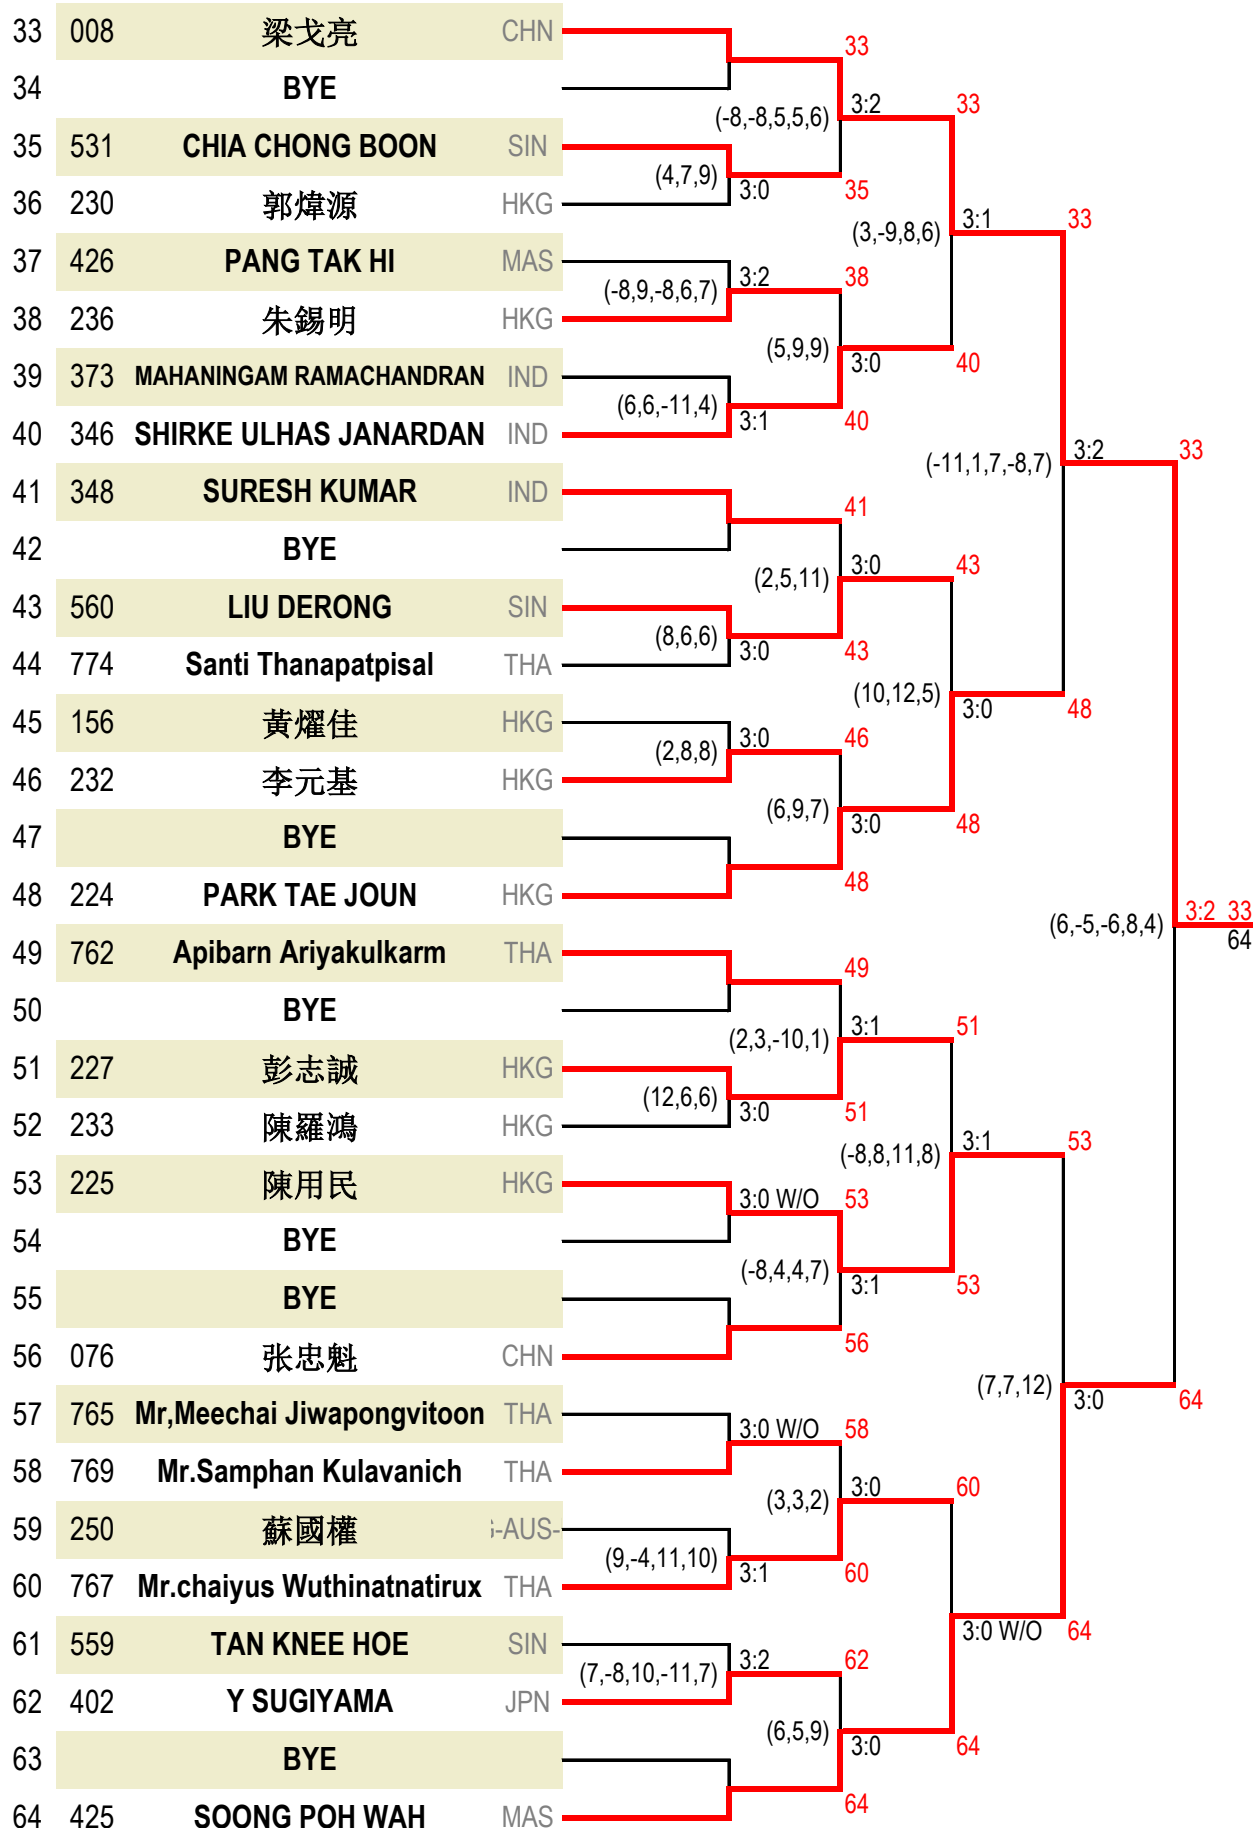 33 008 梁戈亮 CHN
33
34 BYE
(-8,-8,5,5,6) 3:2 33
35 531 CHIA CHONG BOON SIN
(4,7,9) 3:0 35
36 230 郭煒源 HKG
(3,-9,8,6) 3:1 33
37 426 PANG TAK HI MAS
(-8,9,-8,6,7) 3:2 38
38 236 朱錫明 HKG
(5,9,9) 3:0 40
39 373 MAHANINGAM RAMACHANDRAN IND
(6,6,-11,4) 3:1 40
40 346 SHIRKE ULHAS JANARDAN IND
(-11,1,7,-8,7) 3:2 33
41 348 SURESH KUMAR IND
41
42 BYE
(2,5,11) 3:0 43
43 560 LIU DERONG SIN
(8,6,6) 3:0 43
44 774 Santi Thanapatpisal THA
(10,12,5) 3:0 48
45 156 黃燿佳 HKG
(2,8,8) 3:0 46
46 232 李元基 HKG
(6,9,7) 3:0 48
47 BYE
48
48 224 PARK TAE JOUN HKG
(6,-5,-6,8,4) 3:2 33
64
49 762 Apibarn Ariyakulkarm THA
49
50 BYE
(2,3,-10,1) 3:1 51
51 227 彭志誠 HKG
(12,6,6) 3:0 51
52 233 陳羅鴻 HKG
(-8,8,11,8) 3:1 53
53 225 陳用民 HKG
3:0 W/O 53
54 BYE
(-8,4,4,7) 3:1 53
55 BYE
56
56 076 张忠魁 CHN
(7,7,12) 3:0 64
57 765 Mr,Meechai Jiwapongvitoon THA
3:0 W/O 58
58 769 Mr.Samphan Kulavanich THA
(3,3,2) 3:0 60
59 250 蘇國權 -AUS-
(9,-4,11,10) 3:1 60
60 767 Mr.chaiyus Wuthinatnatirux THA
3:0 W/O 64
61 559 TAN KNEE HOE SIN
(7,-8,10,-11,7) 3:2 62
62 402 Y SUGIYAMA JPN
(6,5,9) 3:0 64
63 BYE
64
64 425 SOONG POH WAH MAS